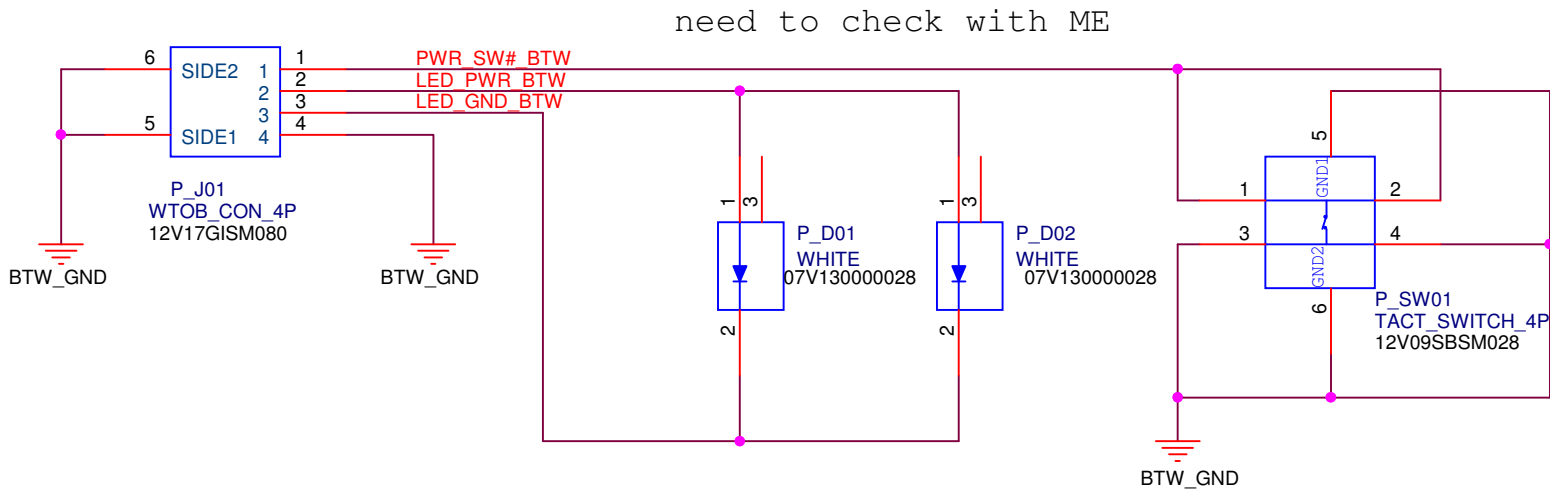 need to check with ME
6
SIDE2
1
1
PWR_SW#_BTW
2
2
LED_PWR_BTW
3
3
LED_GND_BTW
5
SIDE1
4
4
P_J01
WTOB_CON_4P
12V17GISM080
BTW_GND
BTW_GND
1
3
P_D01
WHITE
07V130000028
2
1
3
P_D02
WHITE
07V130000028
2
5
GND1
1
2
3
4
GND2
6
P_SW01
TACT_SWITCH_4P
12V09SBSM028
BTW_GND